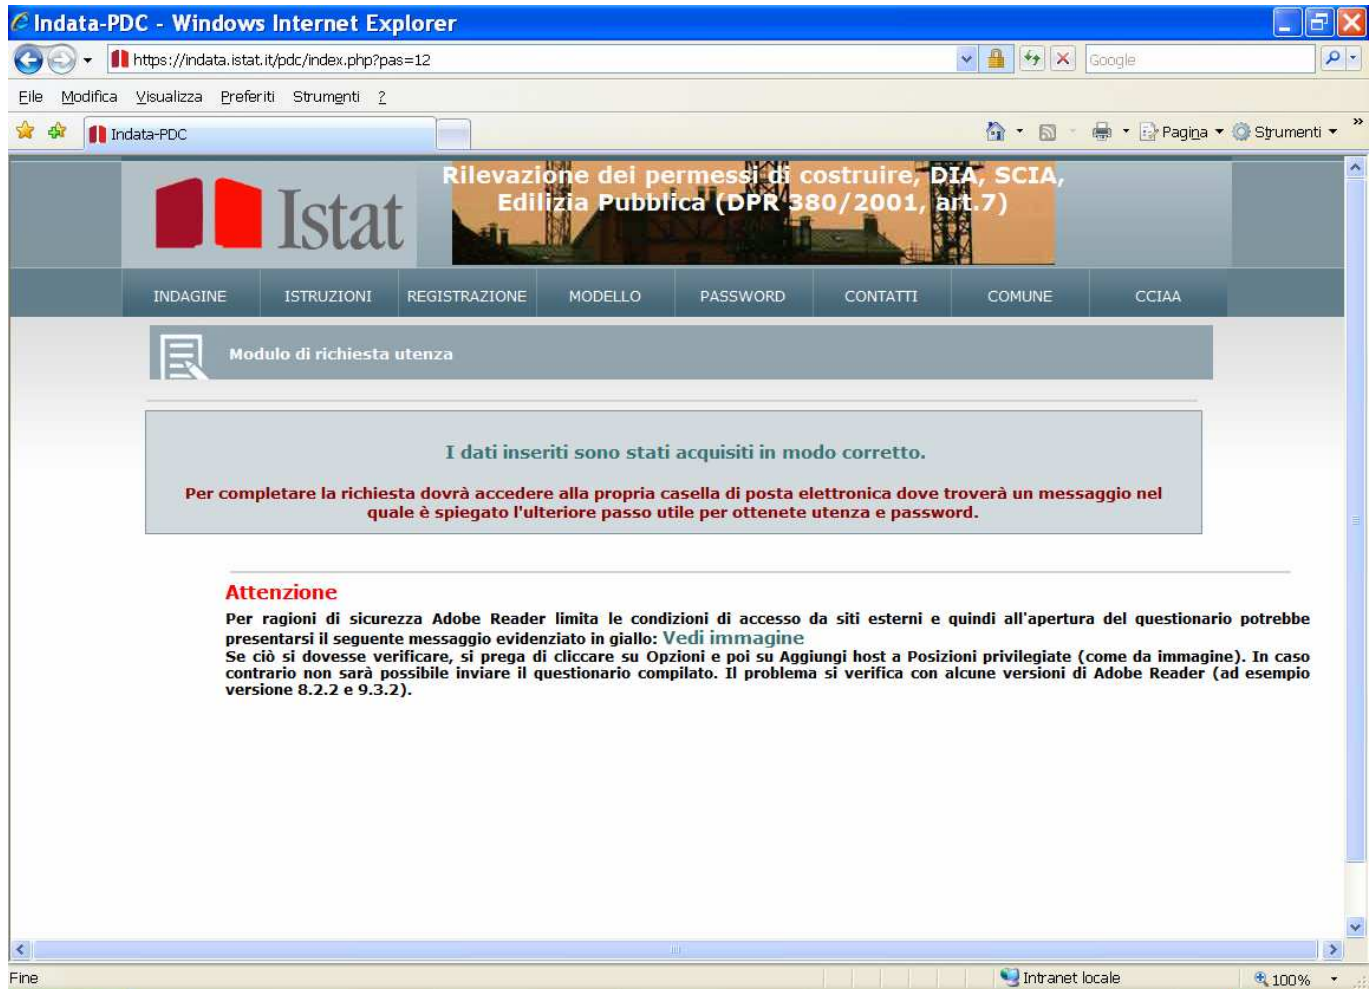 Indata-PDC - Windows Internet Explorer
https://indata.istat.it/pdc/index.php?pas=12
Google
File Modifica Visualizza Preferiti Strumenti ?
Indata-PDC
Pagina
Strumenti
»
Istat
Rilevazione dei permessi di costruire, DIA, SCIA,
Edilizia Pubblica (DPR 380/2001, art.7)
INDAGINE ISTRUZIONI REGISTRAZIONE MODELLO PASSWORD CONTATTI COMUNE CCIAA
Modulo di richiesta utenza
I dati inseriti sono stati acquisiti in modo corretto.
Per completare la richiesta dovrà accedere alla propria casella di posta elettronica dove troverà un messaggio nel
quale è spiegato l'ulteriore passo utile per ottenete utenza e password.
Attenzione
Per ragioni di sicurezza Adobe Reader limita le condizioni di accesso da siti esterni e quindi all'apertura del questionario potrebbe
presentarsi il seguente messaggio evidenziato in giallo: Vedi immagine
Se ciò si dovesse verificare, si prega di cliccare su Opzioni e poi su Aggiungi host a Posizioni privilegiate (come da immagine). In caso
contrario non sarà possibile inviare il questionario compilato. Il problema si verifica con alcune versioni di Adobe Reader (ad esempio
versione 8.2.2 e 9.3.2).
Fine
Intranet locale
100%